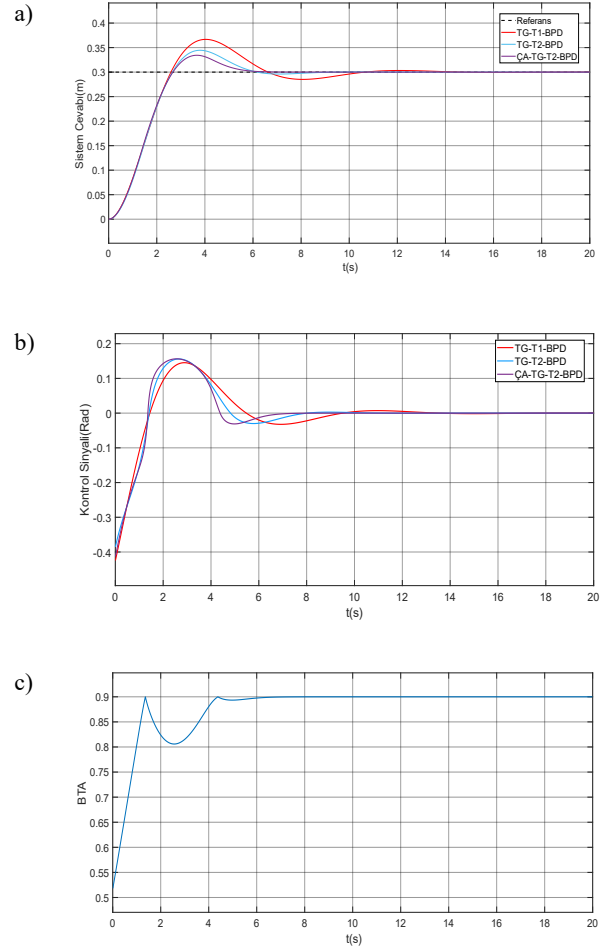 a)
Sistem Cevabı(m)
0.4
0.35
0.3
0.25
0.2
0.15
0.1
0.05
0
Referans
TG-T1-BPD
TG-T2-BPD
ÇA-TG-T2-BPD
0 2 4 6 8 10 12 14 16 18 20
t(s)
b)
Kontrol Sinyali(Rad)
0.2
0.1
0
-0.1
-0.2
-0.3
-0.4
TG-T1-BPD
TG-T2-BPD
ÇA-TG-T2-BPD
0 2 4 6 8 10 12 14 16 18 20
t(s)
c)
BTA
0.9
0.85
0.8
0.75
0.7
0.65
0.6
0.55
0.5
0 2 4 6 8 10 12 14 16 18 20
t(s)